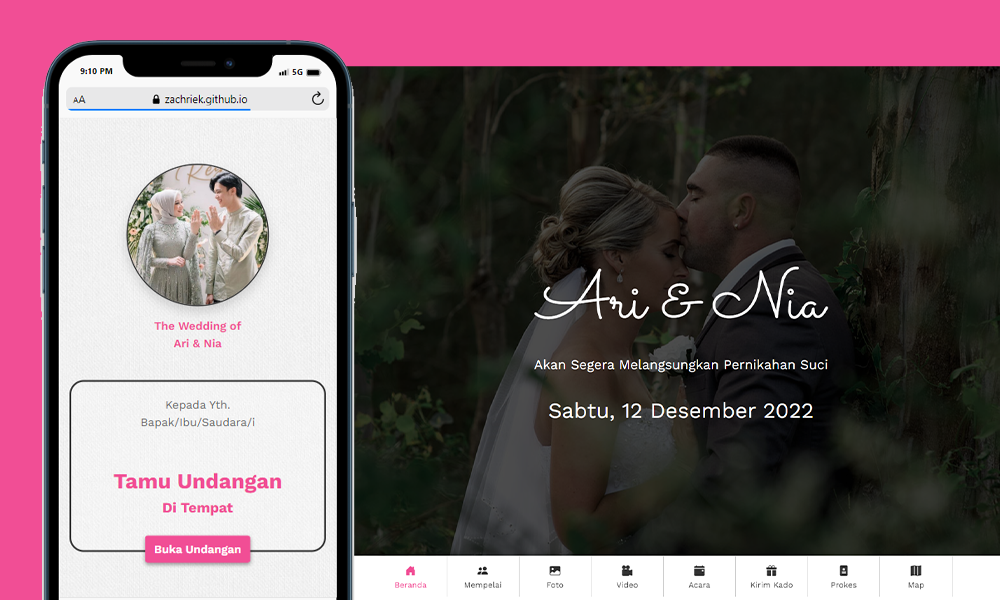 9:10 PM
5G
AA
zachriek.github.io
The Wedding of
Ari & Nia
Kepada Yth.
Bapak/Ibu/Saudara/i
Tamu Undangan
Di Tempat
Buka Undangan
Ari & Nia
Akan Segera Melangsungkan Pernikahan Suci
Sabtu, 12 Desember 2022
Beranda
Mempelai
Foto
Video
Acara
Kirim Kado
Prokes
Map